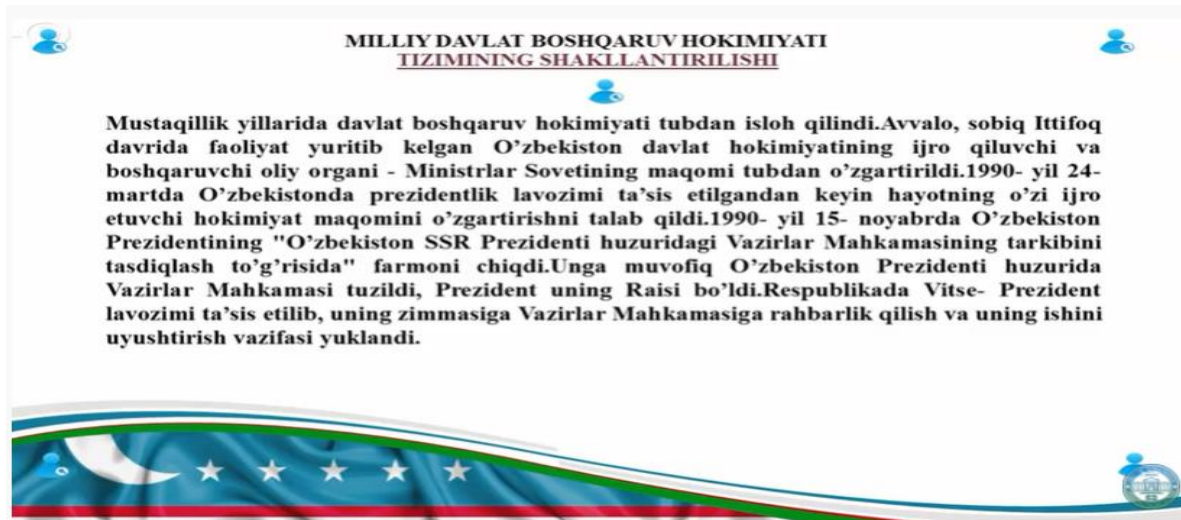 MILLIY DAVLAT BOSHQARUV HOKIMIYATI
TIZIMINING SHAKLLANTIRILISHI
Mustaqillik yillarida davlat boshqaruv hokimiyati tubdan isloh qilindi.Avvalo, sobiq Ittifoq
davrida faoliyat yuritib kelgan O’zbekiston davlat hokimiyatining ijro qiluvchi va
boshqaruvchi oliy organi - Ministrlar Sovetining maqomi tubdan o’zgartirildi.1990- yil 24-
martda O’zbekistonda prezidentlik lavozimi ta’sis etilgandan keyin hayotning o’zi ijro
etuvchi hokimiyat maqomini o’zgartirishni talab qildi.1990- yil 15- noyabrda O’zbekiston
Prezidentining "O’zbekiston SSR Prezidenti huzuridagi Vazirlar Mahkamasining tarkibini
tasdiqlash to’g’risida" farmoni chiqdi.Unga muvofiq O’zbekiston Prezidenti huzurida
Vazirlar Mahkamasi tuzildi, Prezident uning Raisi bo’ldi.Respublikada Vitse- Prezident
lavozimi ta’sis etilib, uning zimmasiga Vazirlar Mahkamasiga rahbarlik qilish va uning ishini
uyushtirish vazifasi yuklandi.